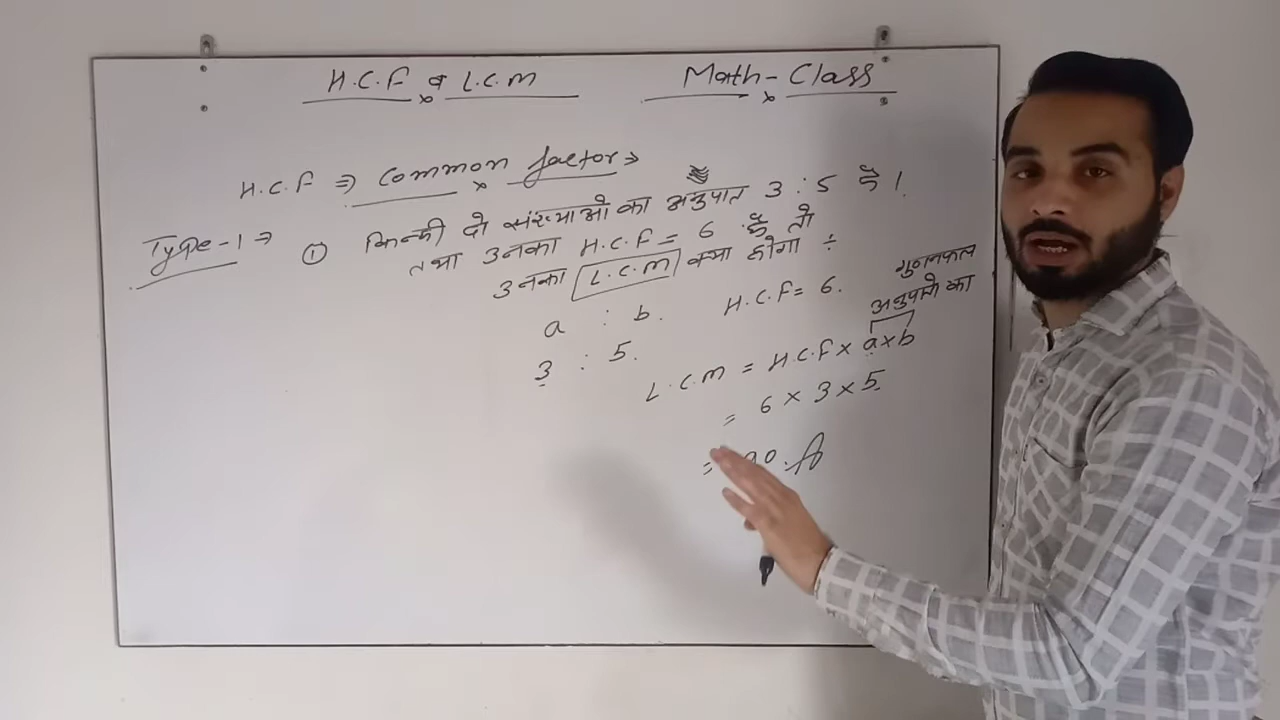 H.C.F व L.C.M
Math-Class
H.C.F ⇒ Common factor →
Type-1 ⇒ ① किन्ही दो संख्याओ का अनुपात 3 : 5 है।
तथा उनका H.C.F = 6 है तो
उनका L.C.M क्या होगा ÷
a : b.
3 : 5.
H.C.F = 6.
गुणनफल
अनुपातो का
L.C.M = H.C.F × a×b
= 6 × 3 × 5
= 90.